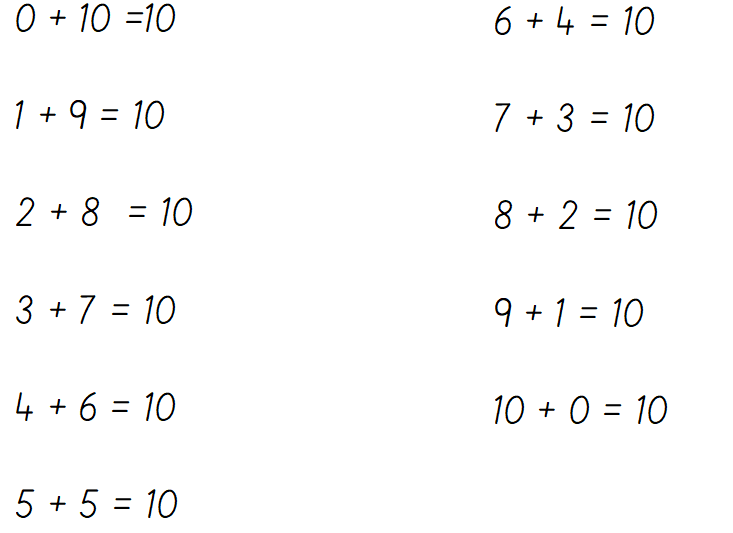 0 + 10 =10
1 + 9 = 10
2 + 8 = 10
3 + 7 = 10
4 + 6 = 10
5 + 5 = 10
6 + 4 = 10
7 + 3 = 10
8 + 2 = 10
9 + 1 = 10
10 + 0 = 10